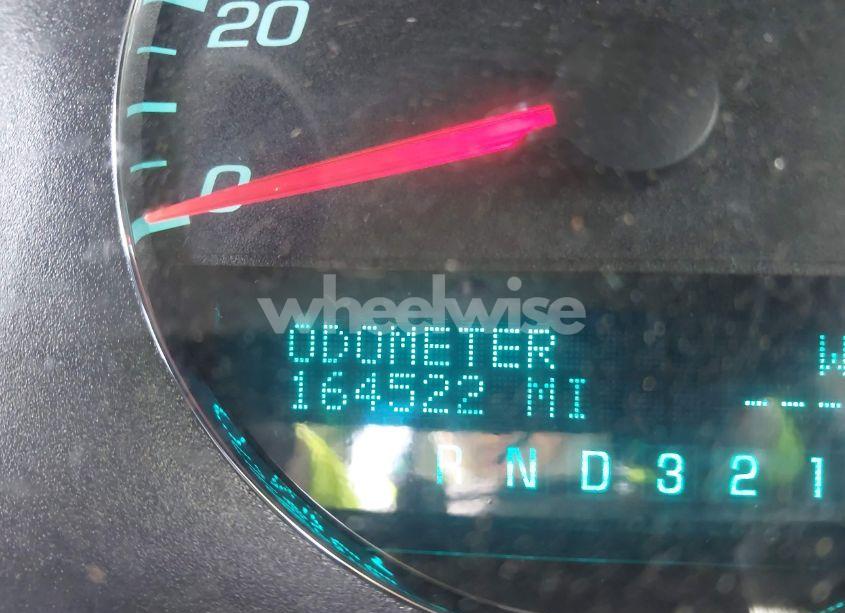 20
0
wheelwise
ODOMETER
164522 MI
W
---
R N D 3 2 1